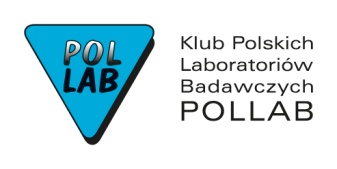 POL
LAB
Klub Polskich
Laboratoriów
Badawczych
POLLAB